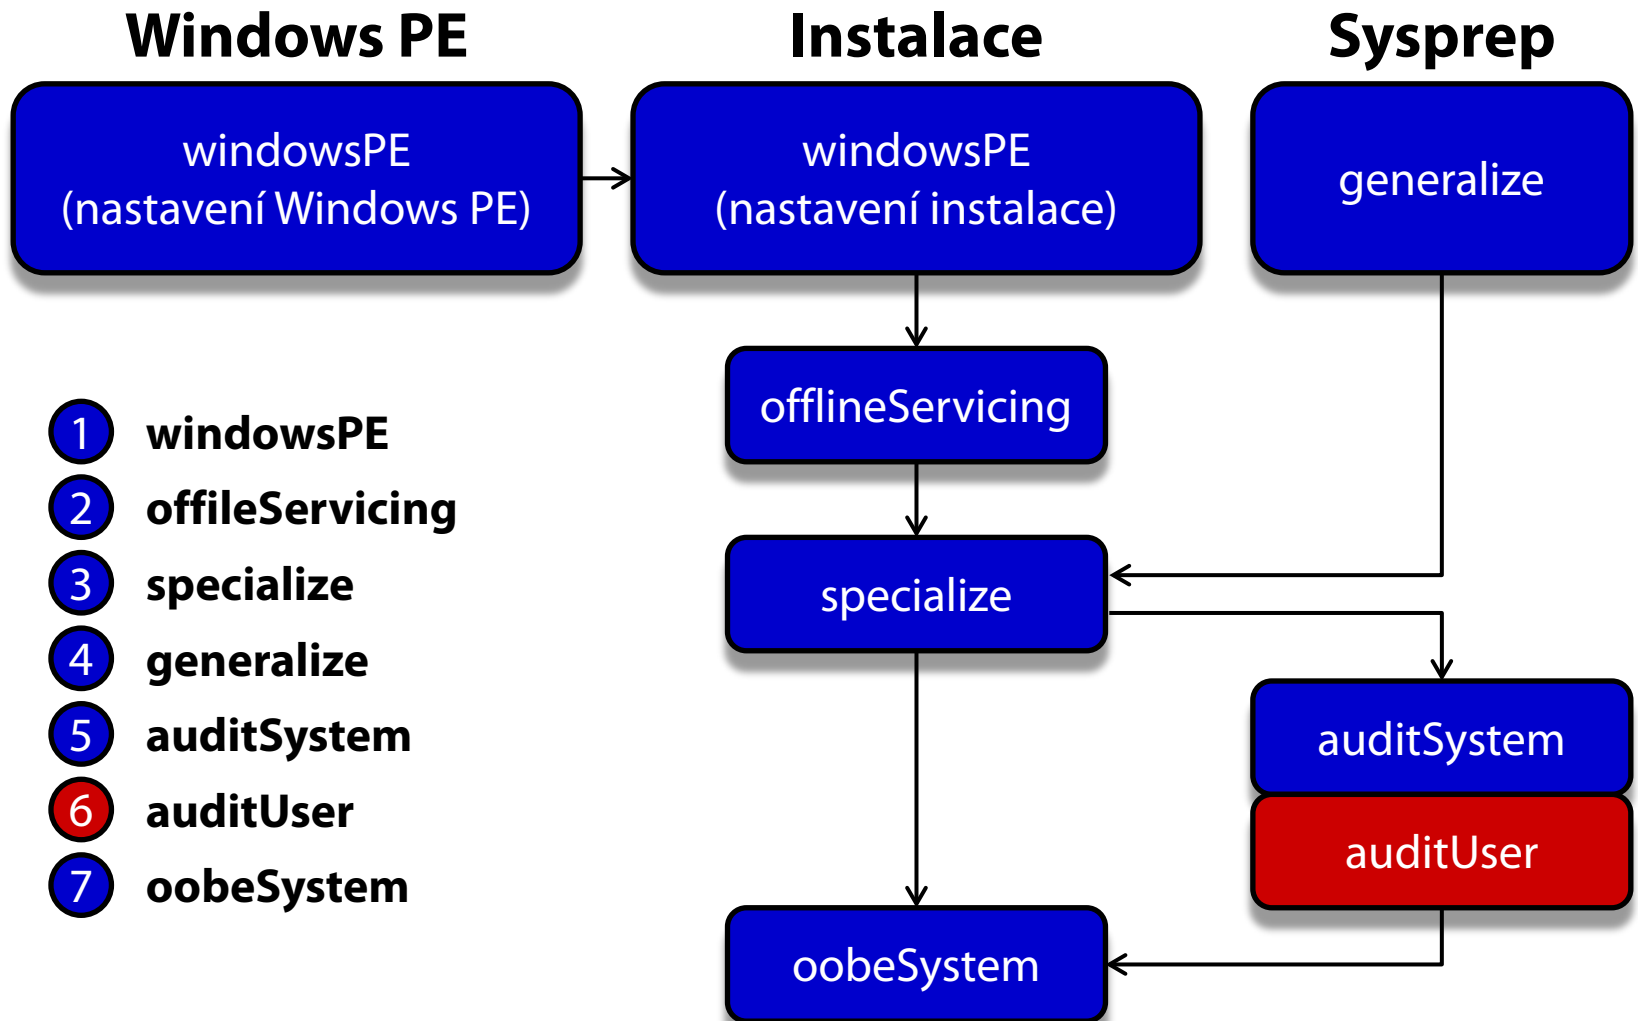 Windows PE
Instalace
Sysprep
windowsPE
(nastavení Windows PE)
windowsPE
(nastavení instalace)
generalize
offlineServicing
1 windowsPE
2 offileServicing
3 specialize
4 generalize
5 auditSystem
6 auditUser
7 oobeSystem
specialize
auditSystem
auditUser
oobeSystem